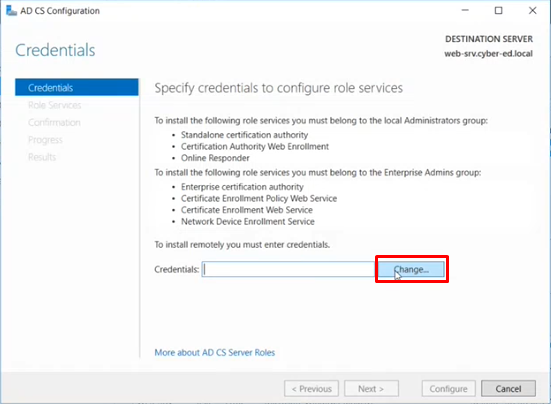 AD CS Configuration
Credentials
DESTINATION SERVER
web-srv.cyber-ed.local
Credentials
Role Services
Confirmation
Progress
Results
Specify credentials to configure role services
To install the following role services you must belong to the local Administrators group:
• Standalone certification authority
• Certification Authority Web Enrollment
• Online Responder
To install the following role services you must belong to the Enterprise Admins group:
• Enterprise certification authority
• Certificate Enrollment Policy Web Service
• Certificate Enrollment Web Service
• Network Device Enrollment Service
To install remotely you must enter credentials.
Credentials:
Change...
More about AD CS Server Roles
< Previous
Next >
Configure
Cancel